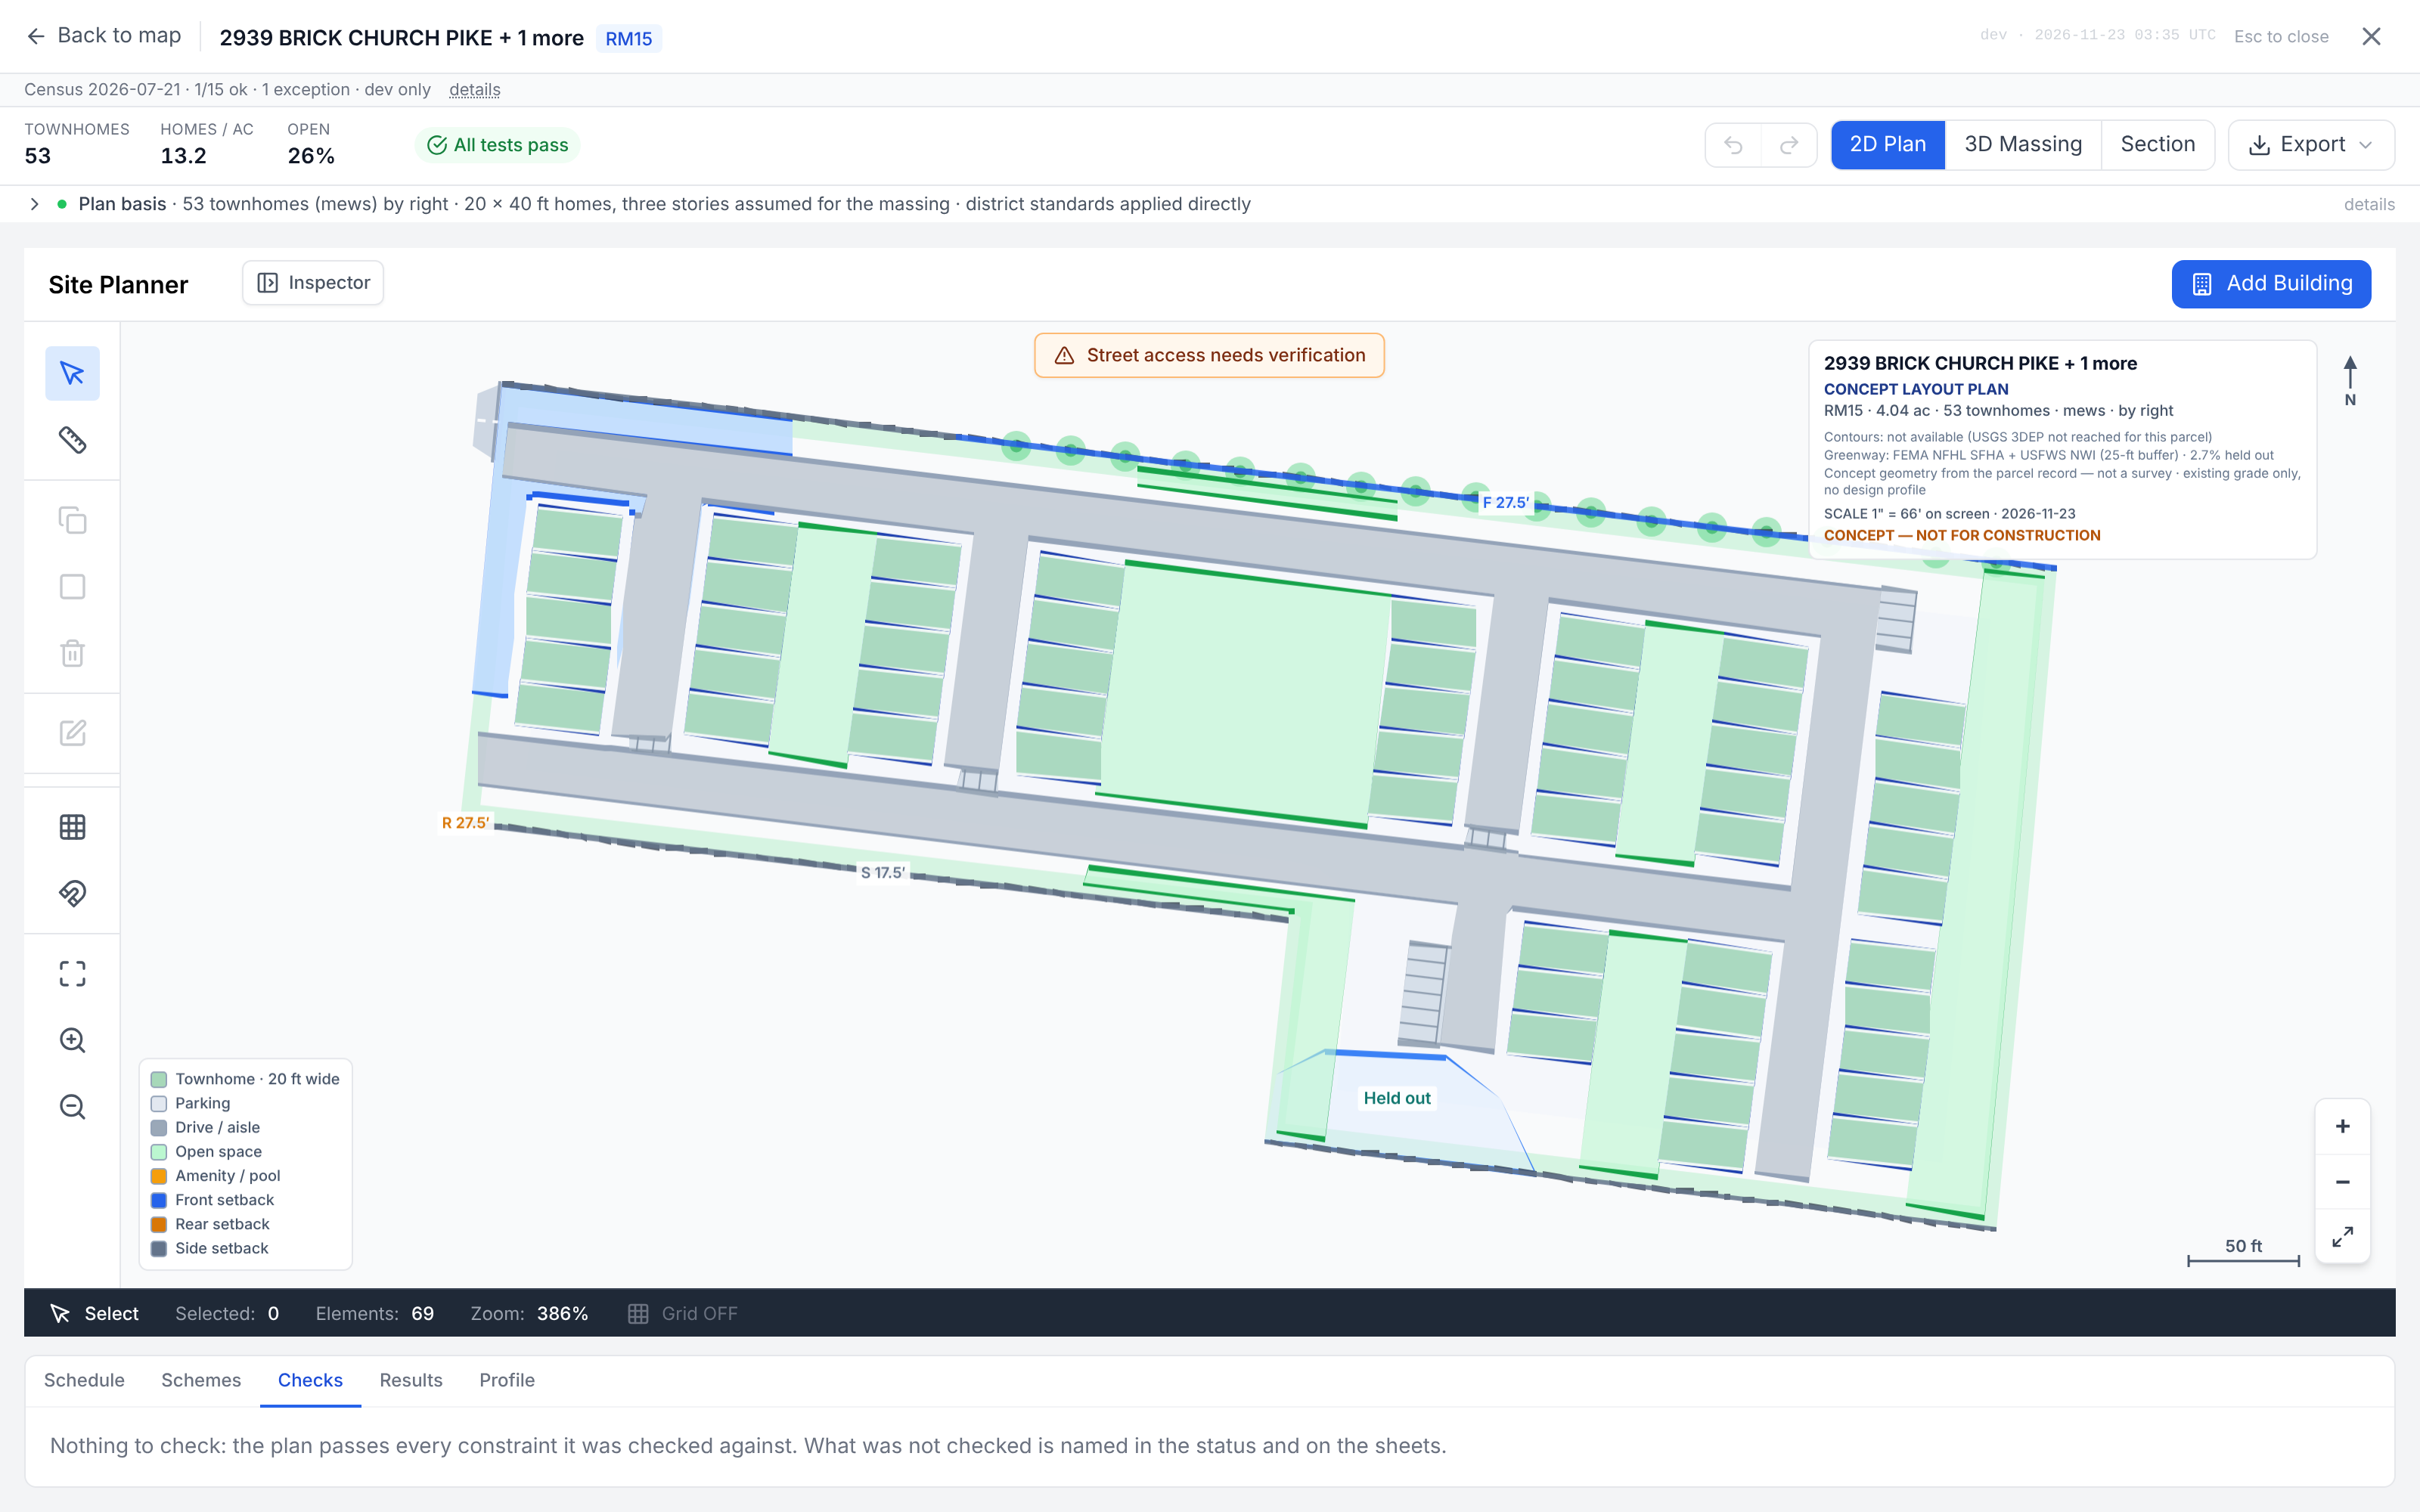 Back to map
2939 BRICK CHURCH PIKE + 1 more
RM15
dev · 2026-11-23 03:35 UTC
Esc to close
Census 2026-07-21 · 1/15 ok · 1 exception · dev only
details
TOWNHOMES
53
HOMES / AC
13.2
OPEN
26%
All tests pass
2D Plan
3D Massing
Section
Export
Plan basis · 53 townhomes (mews) by right · 20 × 40 ft homes, three stories assumed for the massing · district standards applied directly
details
Site Planner
Inspector
Add Building
Street access needs verification
2939 BRICK CHURCH PIKE + 1 more
CONCEPT LAYOUT PLAN
RM15 · 4.04 ac · 53 townhomes · mews · by right
Contours: not available (USGS 3DEP not reached for this parcel)
Greenway: FEMA NFHL SFHA + USFWS NWI (25-ft buffer) · 2.7% held out
Concept geometry from the parcel record — not a survey · existing grade only,
no design profile
SCALE 1" = 66' on screen · 2026-11-23
CONCEPT — NOT FOR CONSTRUCTION
N
F 27.5'
R 27.5'
S 17.5'
Held out
Townhome · 20 ft wide
Parking
Drive / aisle
Open space
Amenity / pool
Front setback
Rear setback
Side setback
50 ft
Select
Selected: 0
Elements: 69
Zoom: 386%
Grid OFF
Schedule
Schemes
Checks
Results
Profile
Nothing to check: the plan passes every constraint it was checked against. What was not checked is named in the status and on the sheets.